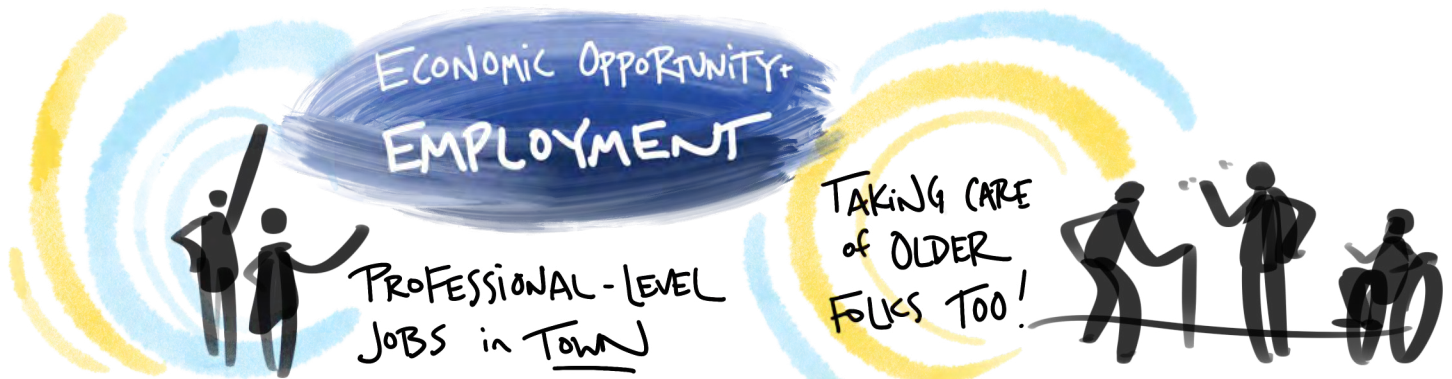 ECONOMIC OPPORTUNITY+
EMPLOYMENT
PROFESSIONAL-LEVEL
JOBS in TOWN
TAKING CARE
of OLDER
FOLKS TOO!